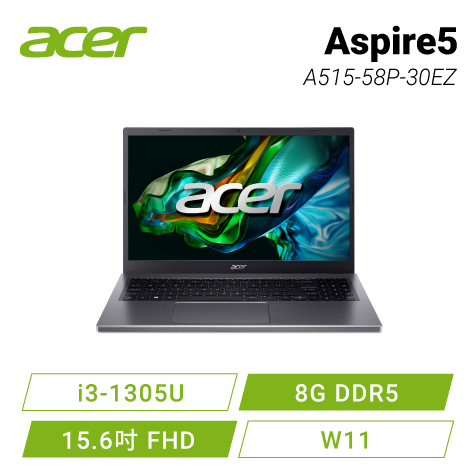 acer
Aspire5
A515-58P-30EZ
acer
acer
i3-1305U
8G DDR5
15.6吋 FHD
W11